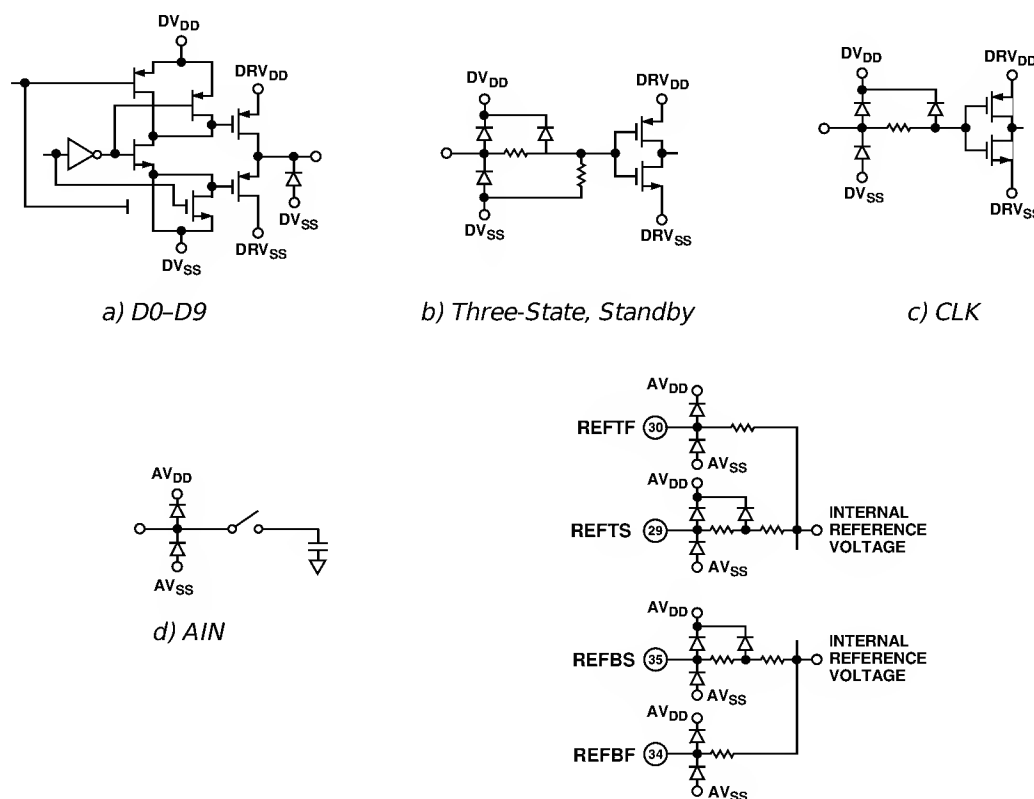 DVDD
DRVDD
DVSS
DRVSS
DVSS
a) D0–D9
DVDD
DRVDD
DVSS
DRVSS
b) Three-State, Standby
DVDD
DRVDD
DVSS
DRVSS
c) CLK
AVDD
AVSS
d) AIN
AVDD
REFTF 30
AVSS
AVDD
REFTS 29
AVSS
INTERNAL
REFERENCE
VOLTAGE
AVDD
REFBS 35
AVSS
INTERNAL
REFERENCE
VOLTAGE
AVDD
REFBF 34
AVSS